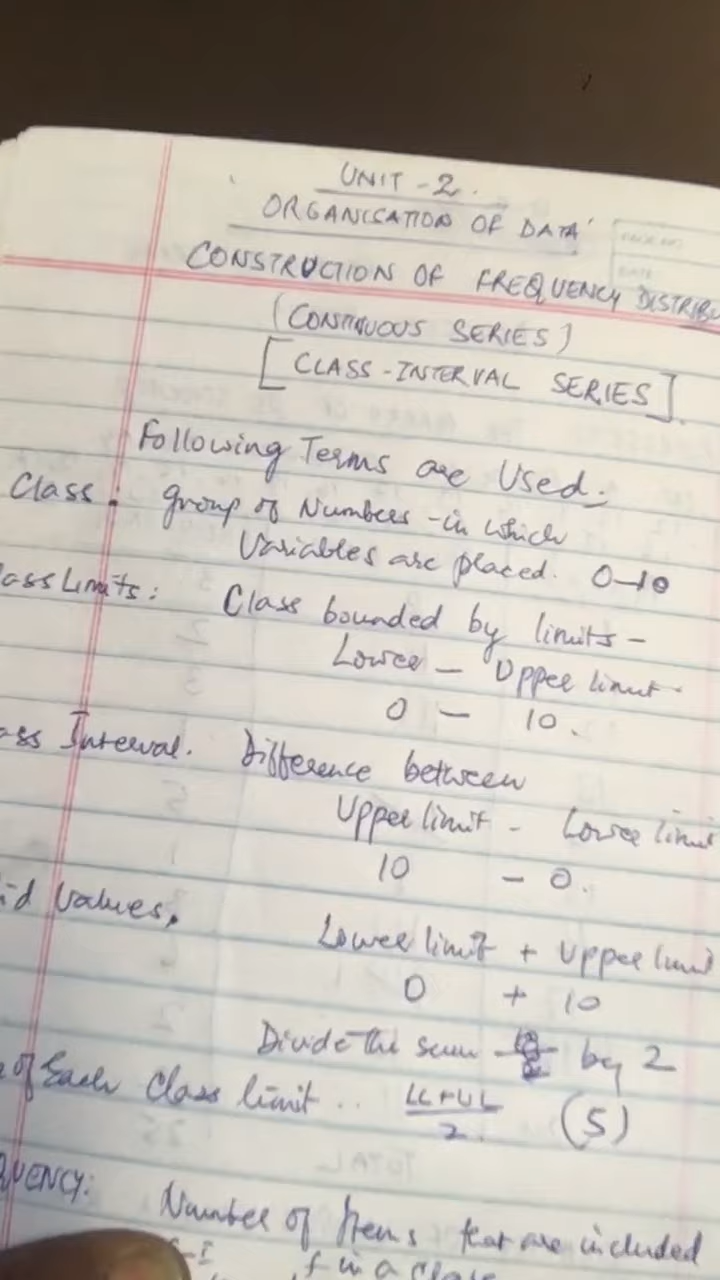 UNIT - 2.
ORGANISATION OF DATA
CONSTRUCTION OF FREQUENCY DISTRIBU
(CONTINUOUS SERIES)
[CLASS-INTERVAL SERIES].
Following Terms are Used:
Class: group of Numbers - in which
Variables are placed. 0-10
ass Limits: Class bounded by limits -
Lower - Upper limit.
0 - 10.
ass Interval. Difference between
Upper limit - Lower limit
10 - 0.
id Values. Lower limit + Upper limit
0 + 10
Divide the sum by 2
of Each Class limit.. LL+UL/2. (5)
QUENCY: Number of Items that are included
f in a class